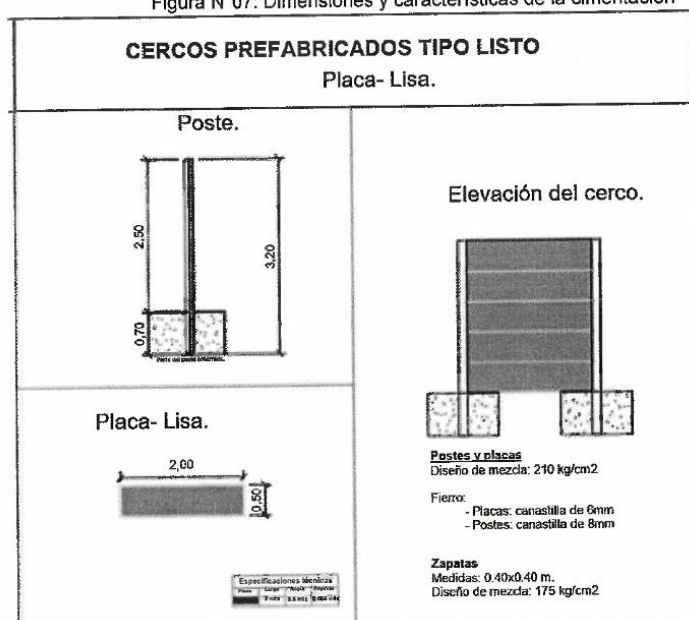 Figura N°07: Dimensiones y características de la cimentación
CERCOS PREFABRICADOS TIPO LISTO
Placa- Lisa.
Poste.
2,50
3,20
0,70
Elevación del cerco.
Placa- Lisa.
2,00
0,50
Postes y placas
Diseño de mezcla: 210 kg/cm2
Fierro:
- Placas: canastilla de 6mm
- Postes: canastilla de 8mm
Zapatas
Medidas: 0.40x0.40 m.
Diseño de mezcla: 175 kg/cm2
Especificaciones técnicas